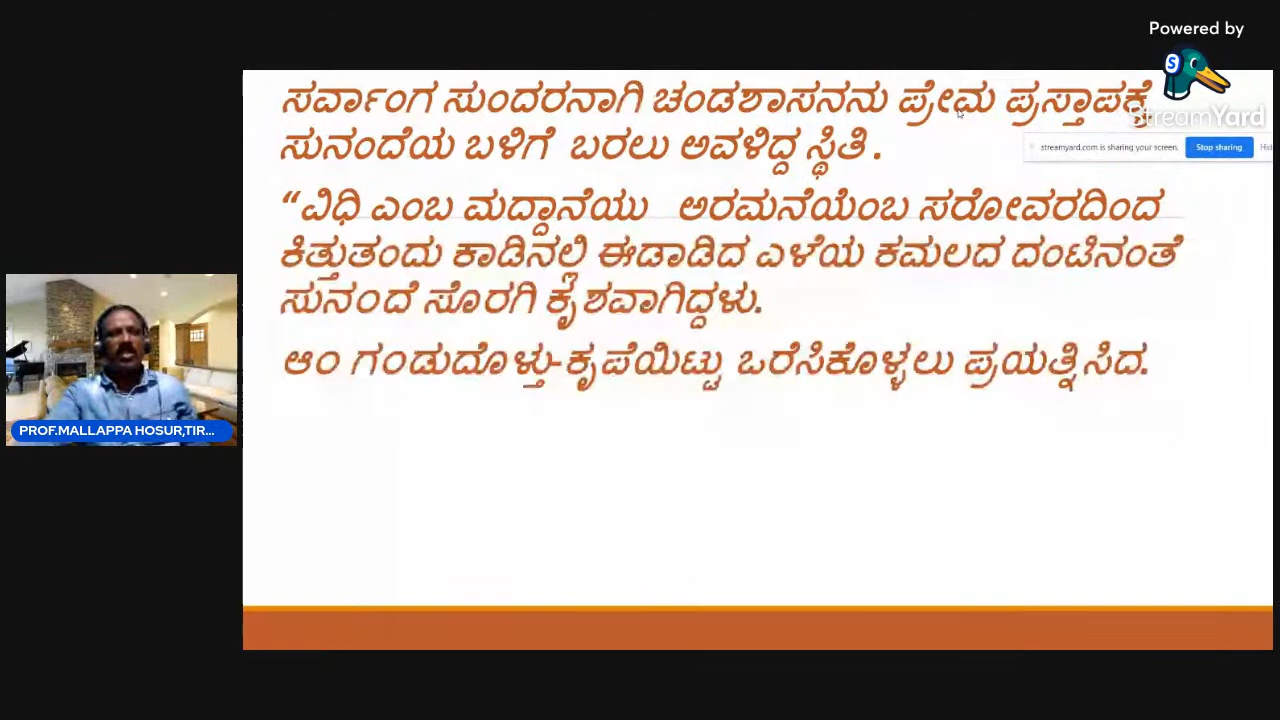 Powered by
StreamYard
ಸರ್ವಾಂಗ ಸುಂದರನಾಗಿ ಚಂಡಶಾಸನನು ಪ್ರೇಮ ಪ್ರಸ್ತಾಪಕ್ಕೆ
ಸುನಂದೆಯ ಬಳಿಗೆ ಬರಲು ಅವಳಿದ್ದ ಸ್ಥಿತಿ .
streamyard.com is sharing your screen. Stop sharing Hid
“ವಿಧಿ ಎಂಬ ಮದ್ದಾನೆಯು ಅರಮನೆಯೆಂಬ ಸರೋವರದಿಂದ
ಕಿತ್ತುತಂದು ಕಾಡಿನಲ್ಲಿ ಈಡಾಡಿದ ಎಳೆಯ ಕಮಲದ ದಂಟಿನಂತೆ
ಸುನಂದೆ ಸೊರಗಿ ಕೃಶವಾಗಿದ್ದಳು.
ಆಂ ಗಂಡುದೊಳ್ತು-ಕೃಪೆಯಿಟ್ಟು ಒರೆಸಿಕೊಳ್ಳಲು ಪ್ರಯತ್ನಿಸಿದ.
PROF.MALLAPPA HOSUR,TIR...